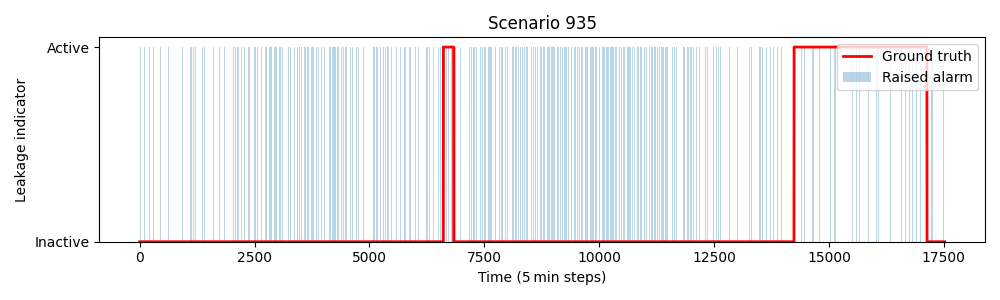 Scenario 935
Active
Inactive
Leakage indicator
Ground truth
Raised alarm
0 2500 5000 7500 10000 12500 15000 17500
Time (5 min steps)